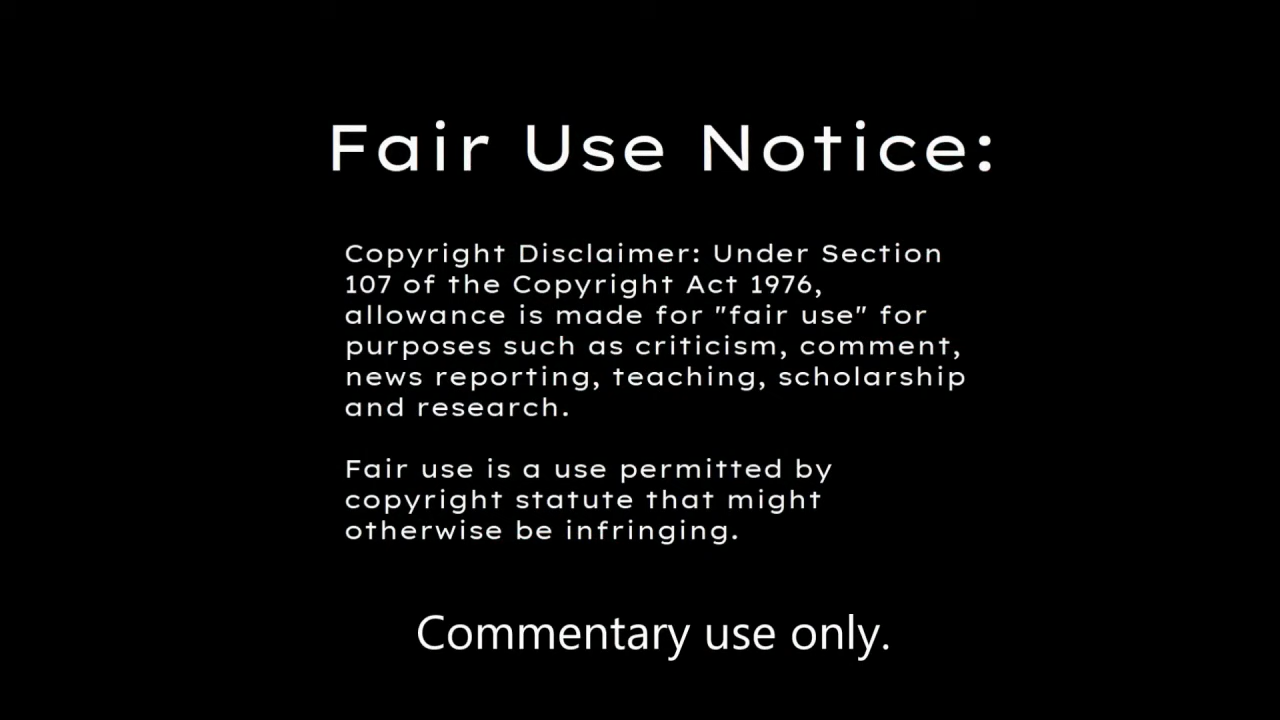 Fair Use Notice:
Copyright Disclaimer: Under Section
107 of the Copyright Act 1976,
allowance is made for "fair use" for
purposes such as criticism, comment,
news reporting, teaching, scholarship
and research.
Fair use is a use permitted by
copyright statute that might
otherwise be infringing.
Commentary use only.